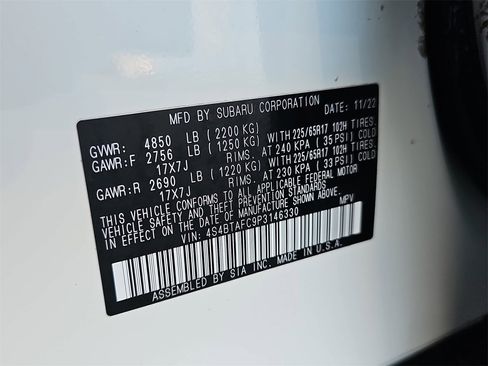 MFD BY SUBARU CORPORATION DATE: 11/22
GVWR: 4850 LB (2200 KG)
GAWR:F 2756 LB (1250 KG) WITH 225/65R17 102H TIRES,
17X7J RIMS, AT 240 KPA (35 PSI) COLD
GAWR:R 2690 LB (1220 KG) WITH 225/65R17 102H TIRES,
17X7J RIMS, AT 230 KPA (33 PSI) COLD
THIS VEHICLE CONFORMS TO ALL APPLICABLE FEDERAL MOTOR
VEHICLE SAFETY, BUMPER, AND THEFT PREVENTION STANDARDS
IN EFFECT ON THE DATE OF MANUFACTURE SHOWN ABOVE.
VIN: 4S4BTAFC9P3146330 MPV
ASSEMBLED BY SIA INC. MADE IN U.S.A.